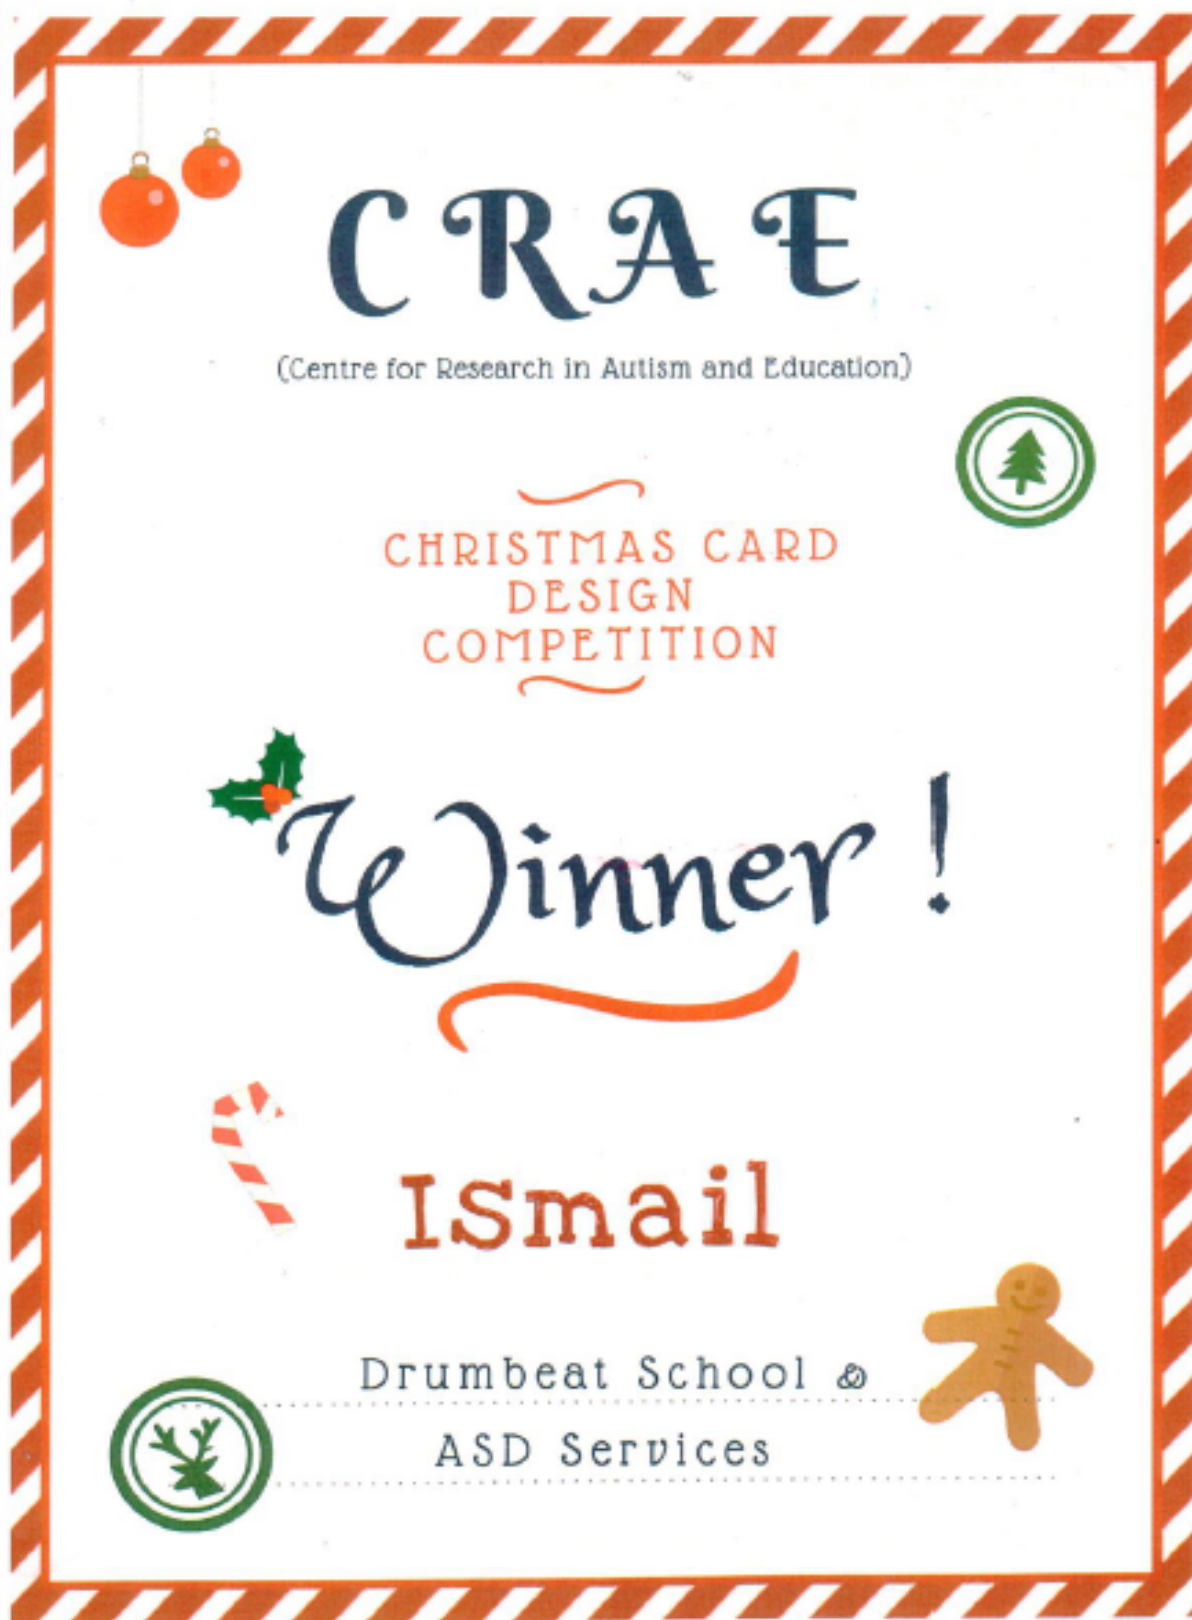 CRAE
(Centre for Research in Autism and Education)
CHRISTMAS CARD
DESIGN
COMPETITION
Winner!
Ismail
Drumbeat School &
ASD Services